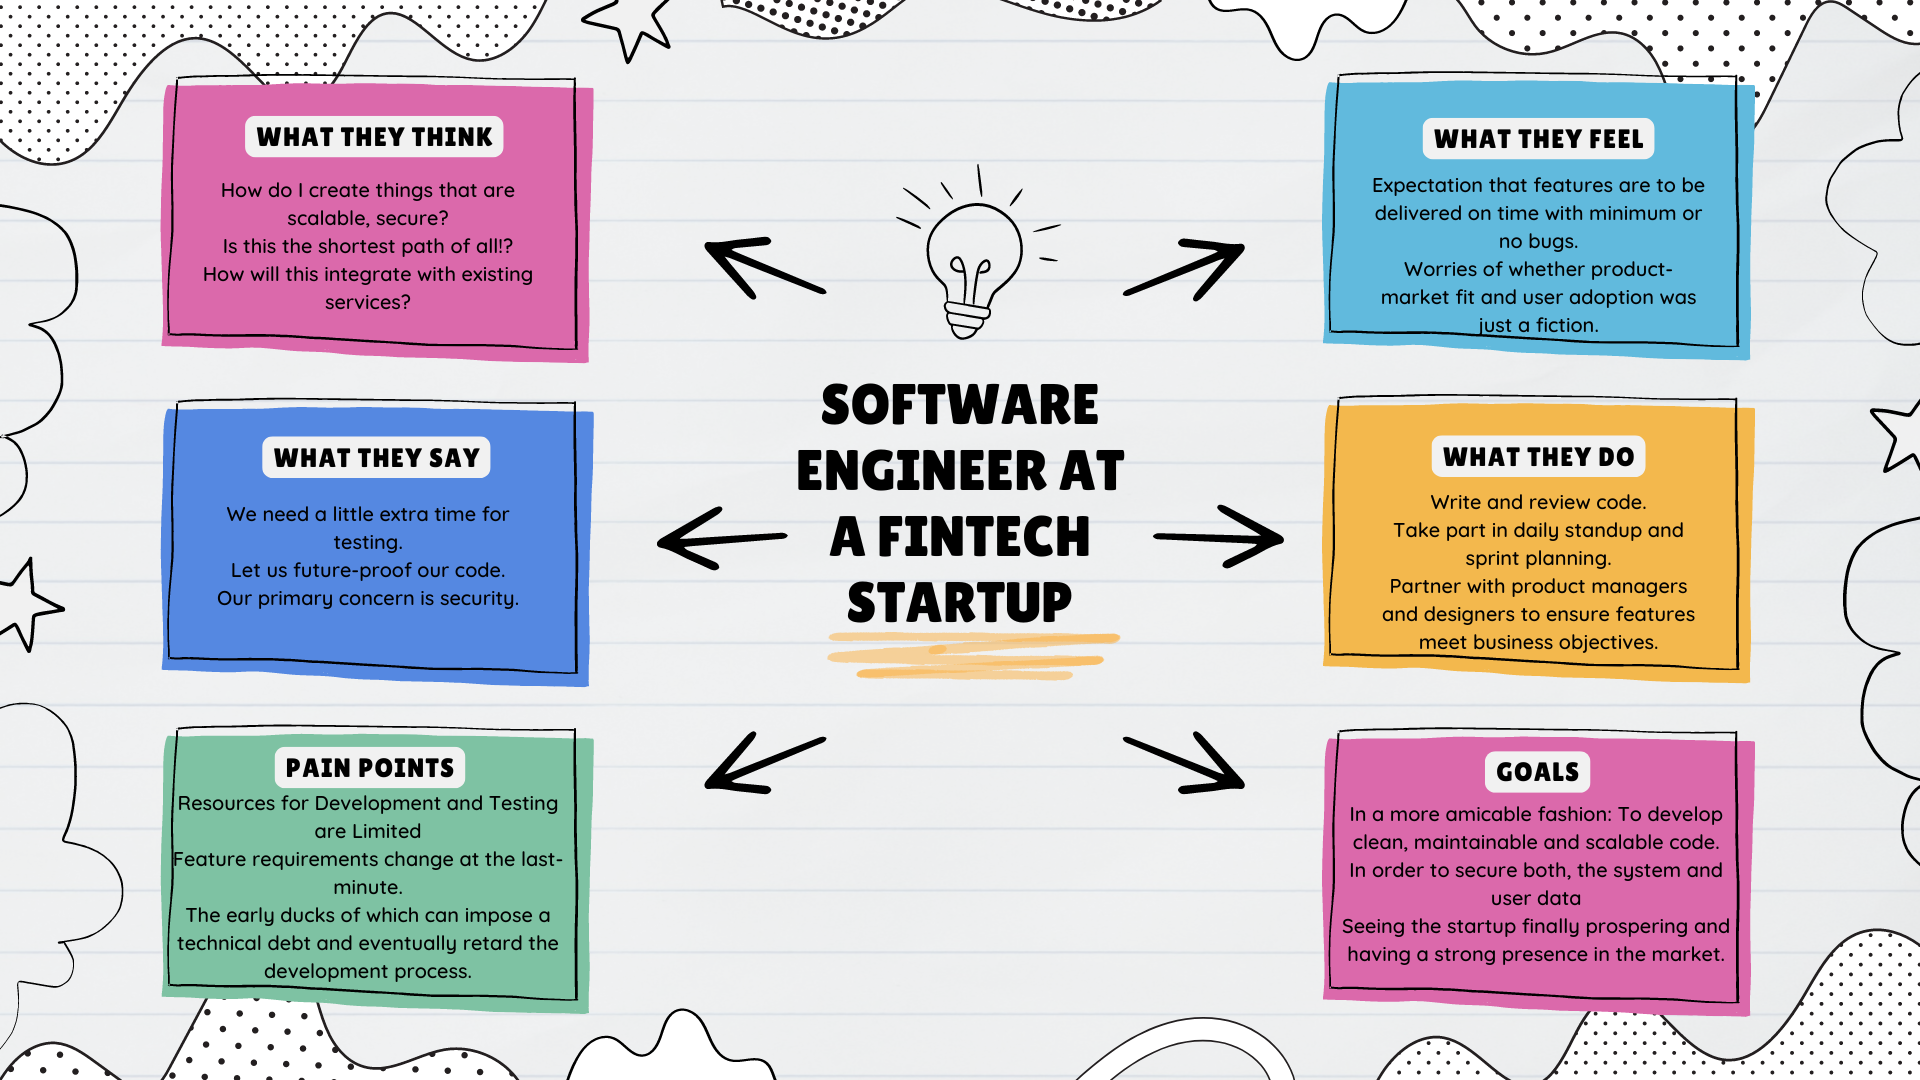 WHAT THEY THINK
How do I create things that are
scalable, secure?
Is this the shortest path of all!?
How will this integrate with existing
services?
WHAT THEY FEEL
Expectation that features are to be
delivered on time with minimum or
no bugs.
Worries of whether product-
market fit and user adoption was
just a fiction.
SOFTWARE
ENGINEER AT
A FINTECH
STARTUP
WHAT THEY SAY
We need a little extra time for
testing.
Let us future-proof our code.
Our primary concern is security.
WHAT THEY DO
Write and review code.
Take part in daily standup and
sprint planning.
Partner with product managers
and designers to ensure features
meet business objectives.
PAIN POINTS
Resources for Development and Testing
are Limited
Feature requirements change at the last-
minute.
The early ducks of which can impose a
technical debt and eventually retard the
development process.
GOALS
In a more amicable fashion: To develop
clean, maintainable and scalable code.
In order to secure both, the system and
user data
Seeing the startup finally prospering and
having a strong presence in the market.